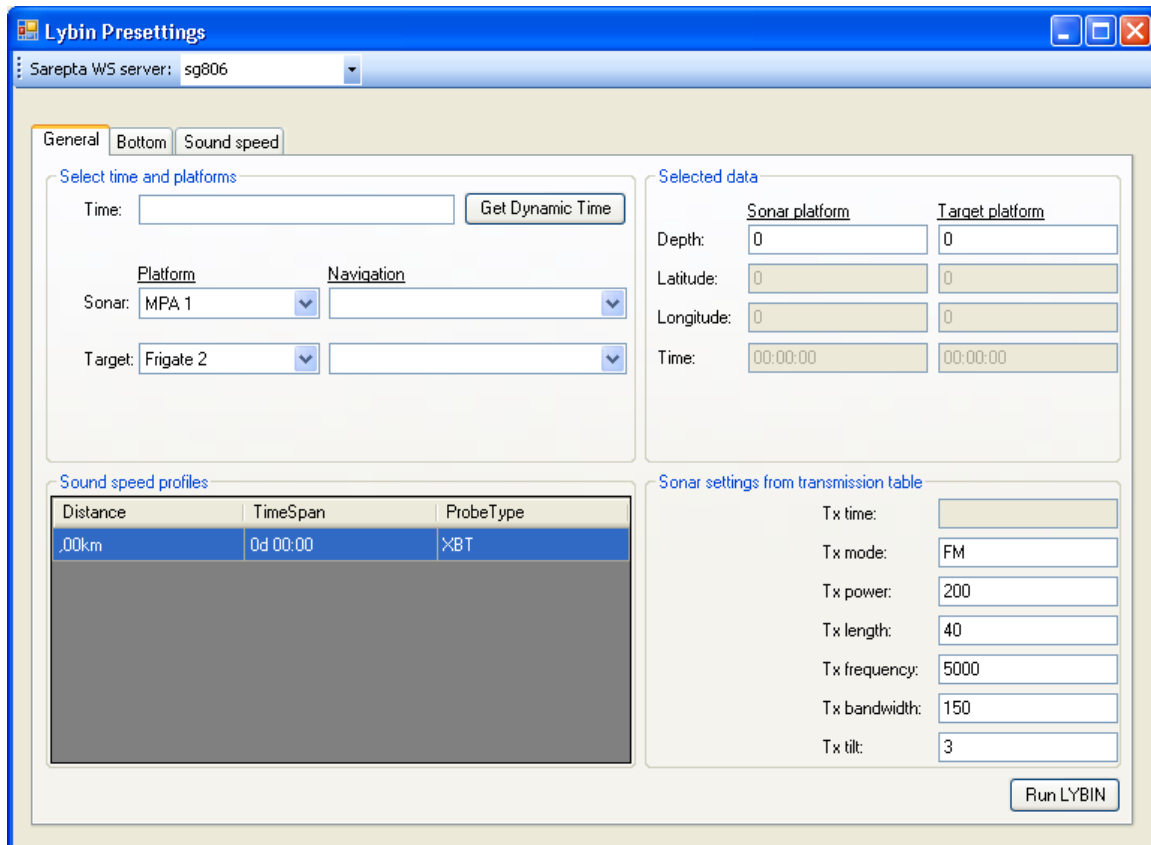 Lybin Presettings
Sarepta WS server: sg806
General Bottom Sound speed
Select time and platforms
Time: Get Dynamic Time
Platform Navigation
Sonar: MPA 1
Target: Frigate 2
Selected data
Sonar platform Target platform
Depth: 0 0
Latitude: 0 0
Longitude: 0 0
Time: 00:00:00 00:00:00
Sound speed profiles
Distance TimeSpan ProbeType
,00km 0d 00:00 XBT
Sonar settings from transmission table
Tx time:
Tx mode: FM
Tx power: 200
Tx length: 40
Tx frequency: 5000
Tx bandwidth: 150
Tx tilt: 3
Run LYBIN